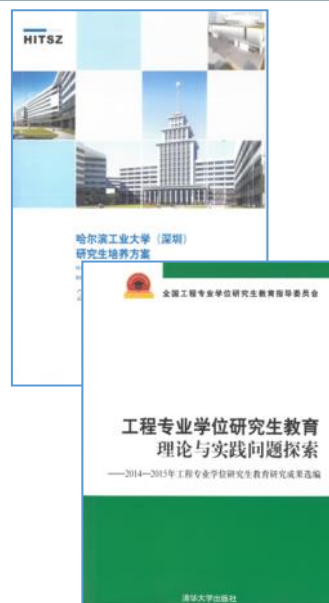 HITSZ
哈尔滨工业大学（深圳）
研究生培养方案
全国工程专业学位研究生教育指导委员会
工程专业学位研究生教育
理论与实践问题探索
——2014—2015年工程专业学位研究生教育研究成果选编
清华大学出版社